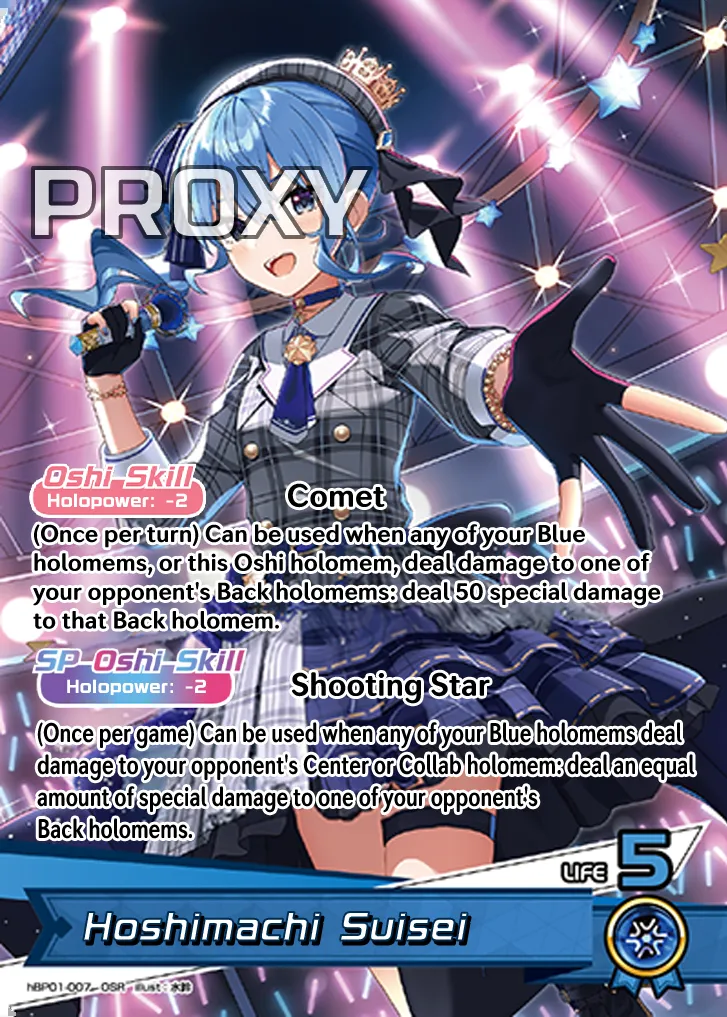 PROXY
Oshi Skill
Holopower: -2
Comet
(Once per turn) Can be used when any of your Blue
holomems, or this Oshi holomem, deal damage to one of
your opponent's Back holomems: deal 50 special damage
to that Back holomem.
SP Oshi Skill
Holopower: -2
Shooting Star
(Once per game) Can be used when any of your Blue holomems deal
damage to your opponent's Center or Collab holomem: deal an equal
amount of special damage to one of your opponent's
Back holomems.
LIFE 5
Hoshimachi Suisei
hBP01-007 OSR illust：水鈴